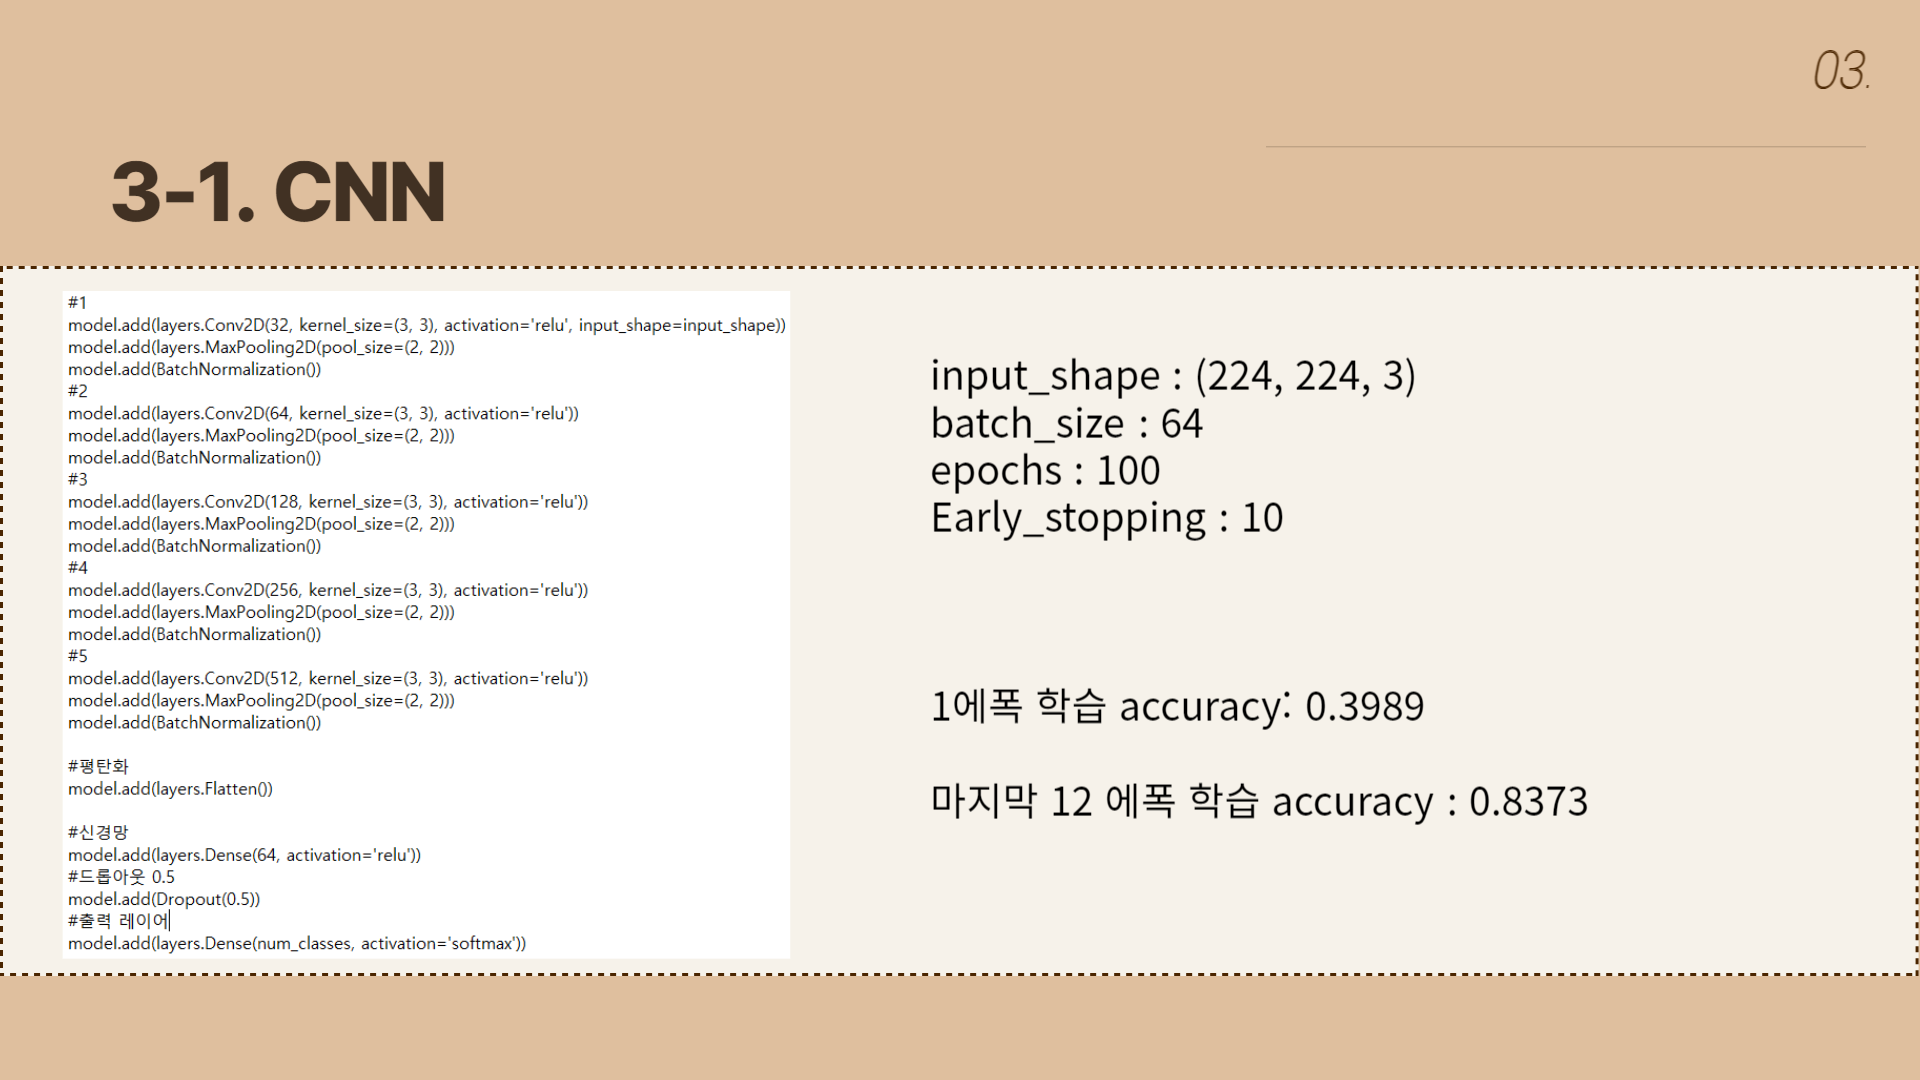 03.
3-1. CNN
#1
model.add(layers.Conv2D(32, kernel_size=(3, 3), activation='relu', input_shape=input_shape))
model.add(layers.MaxPooling2D(pool_size=(2, 2)))
model.add(BatchNormalization())
#2
model.add(layers.Conv2D(64, kernel_size=(3, 3), activation='relu'))
model.add(layers.MaxPooling2D(pool_size=(2, 2)))
model.add(BatchNormalization())
#3
model.add(layers.Conv2D(128, kernel_size=(3, 3), activation='relu'))
model.add(layers.MaxPooling2D(pool_size=(2, 2)))
model.add(BatchNormalization())
#4
model.add(layers.Conv2D(256, kernel_size=(3, 3), activation='relu'))
model.add(layers.MaxPooling2D(pool_size=(2, 2)))
model.add(BatchNormalization())
#5
model.add(layers.Conv2D(512, kernel_size=(3, 3), activation='relu'))
model.add(layers.MaxPooling2D(pool_size=(2, 2)))
model.add(BatchNormalization())
#평탄화
model.add(layers.Flatten())
#신경망
model.add(layers.Dense(64, activation='relu'))
#드롭아웃 0.5
model.add(Dropout(0.5))
#출력 레이어
model.add(layers.Dense(num_classes, activation='softmax'))
input_shape : (224, 224, 3)
batch_size : 64
epochs : 100
Early_stopping : 10
1에폭 학습 accuracy: 0.3989
마지막 12 에폭 학습 accuracy : 0.8373